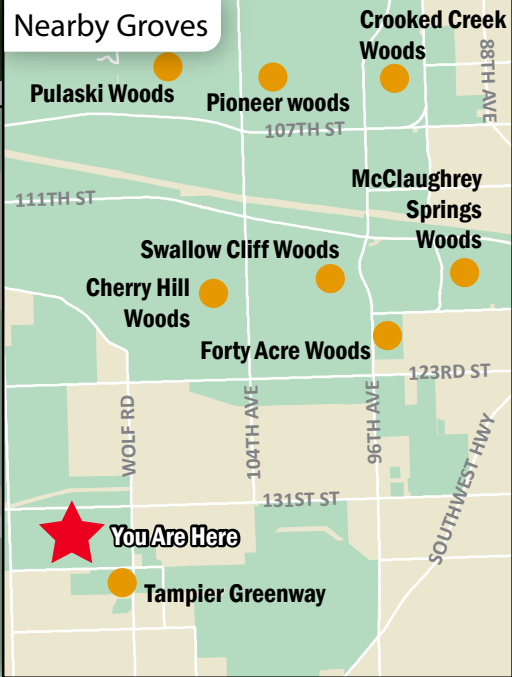 Nearby Groves
Crooked Creek
Woods
88TH AVE
Pulaski Woods
Pioneer woods
107TH ST
McClaughrey
Springs
Woods
111TH ST
Swallow Cliff Woods
Cherry Hill
Woods
Forty Acre Woods
123RD ST
WOLF RD
104TH AVE
96TH AVE
SOUTHWEST HWY
131ST ST
You Are Here
Tampier Greenway